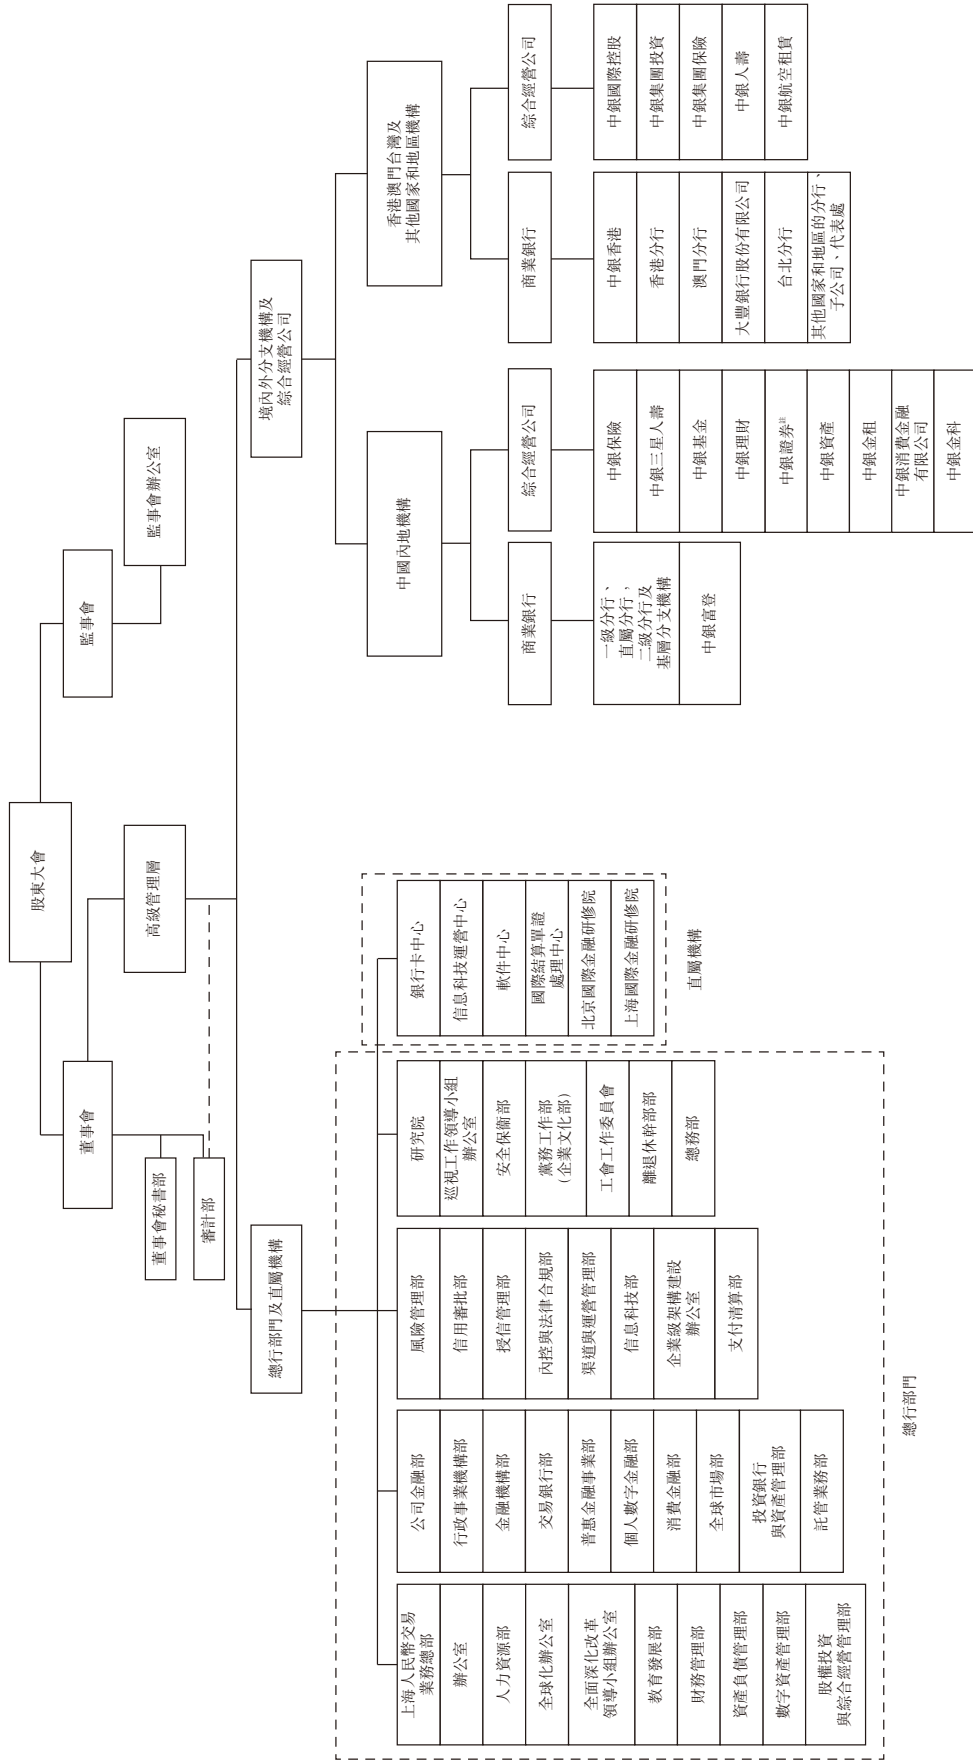 股東大會
董事會
監事會
董事會秘書部
審計部
高級管理層
監事會辦公室
總行部門及直屬機構
境內外分支機構及
綜合經營公司
上海人民幣交易
業務總部
辦公室
人力資源部
全球化辦公室
全面深化改革
領導小組辦公室
教育發展部
財務管理部
資產負債管理部
數字資產管理部
股權投資
與綜合經營管理部
公司金融部
行政事業機構部
金融機構部
交易銀行部
普惠金融事業部
個人數字金融部
消費金融部
全球市場部
投資銀行
與資產管理部
託管業務部
風險管理部
信用審批部
授信管理部
內控與法律合規部
渠道與運營管理部
信息科技部
企業級架構建設
辦公室
支付清算部
研究院
巡視工作領導小組
辦公室
安全保衛部
黨務工作部
(企業文化部)
工會工作委員會
離退休幹部部
總務部
總行部門
銀行卡中心
信息科技運營中心
軟件中心
國際結算單證
處理中心
北京國際金融研修院
上海國際金融研修院
直屬機構
中國內地機構
商業銀行
一級分行、
直屬分行，
二級分行及
基層分支機構
中銀富登
綜合經營公司
中銀保險
中銀三星人壽
中銀基金
中銀理財
中銀證券註
中銀資產
中銀金租
中銀消費金融
有限公司
中銀金科
香港澳門台灣及
其他國家和地區機構
商業銀行
中銀香港
香港分行
澳門分行
大豐銀行股份有限公司
台北分行
其他國家和地區的分行、
子公司、代表處
綜合經營公司
中銀國際控股
中銀集團投資
中銀集團保險
中銀人壽
中銀航空租賃